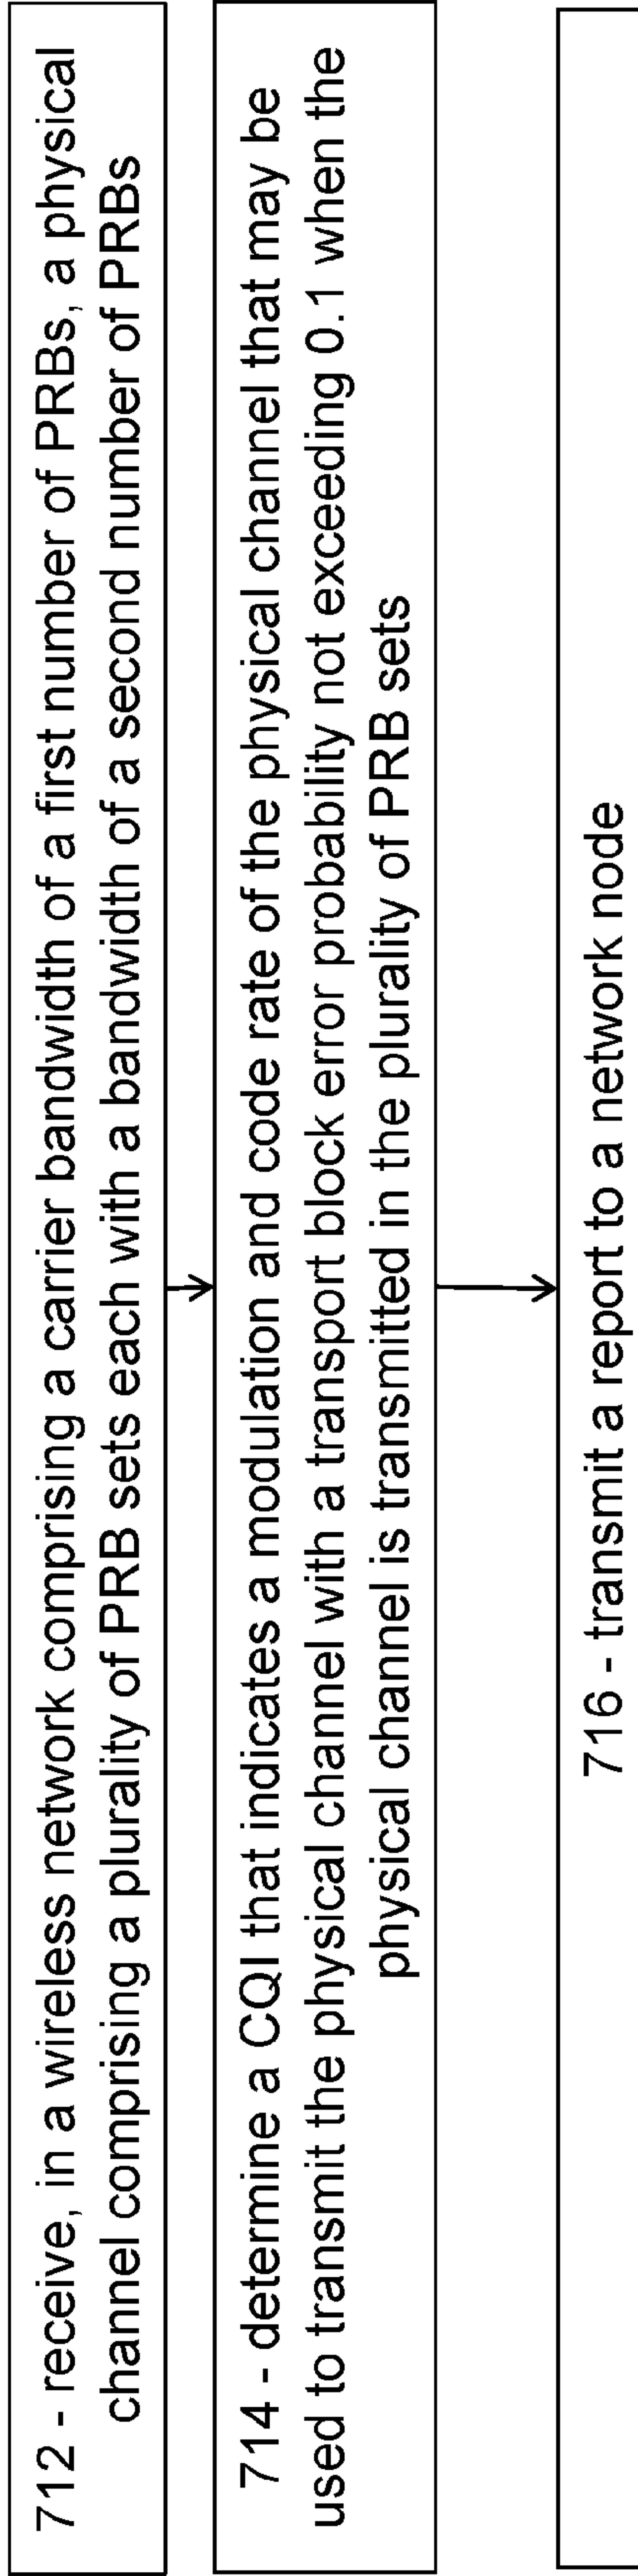 712 - receive, in a wireless network comprising a carrier bandwidth of a first number of PRBs, a physical
channel comprising a plurality of PRB sets each with a bandwidth of a second number of PRBs
714 - determine a CQI that indicates a modulation and code rate of the physical channel that may be
used to transmit the physical channel with a transport block error probability not exceeding 0.1 when the
physical channel is transmitted in the plurality of PRB sets
716 - transmit a report to a network node